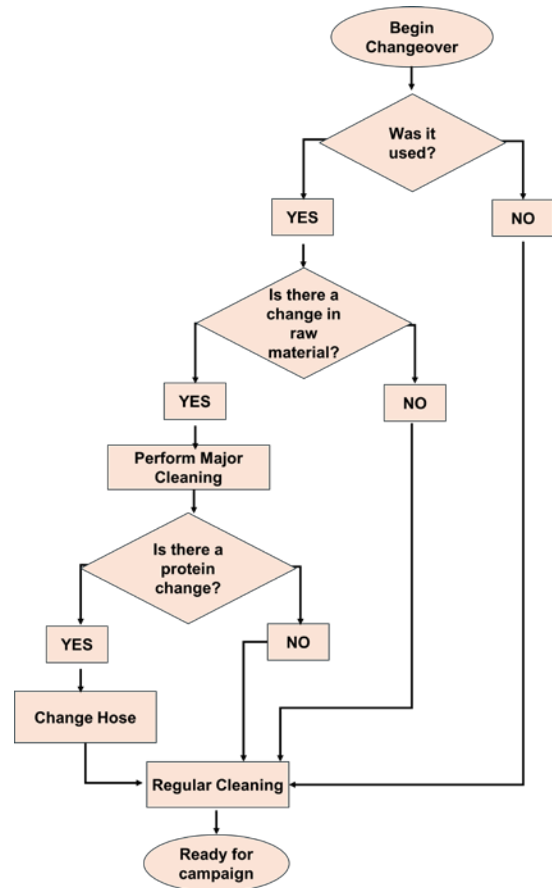 Begin
Changeover
Was it
used?
YES
NO
Is there a
change in
raw
material?
YES
NO
Perform Major
Cleaning
Is there a
protein
change?
YES
NO
Change Hose
Regular Cleaning
Ready for
campaign